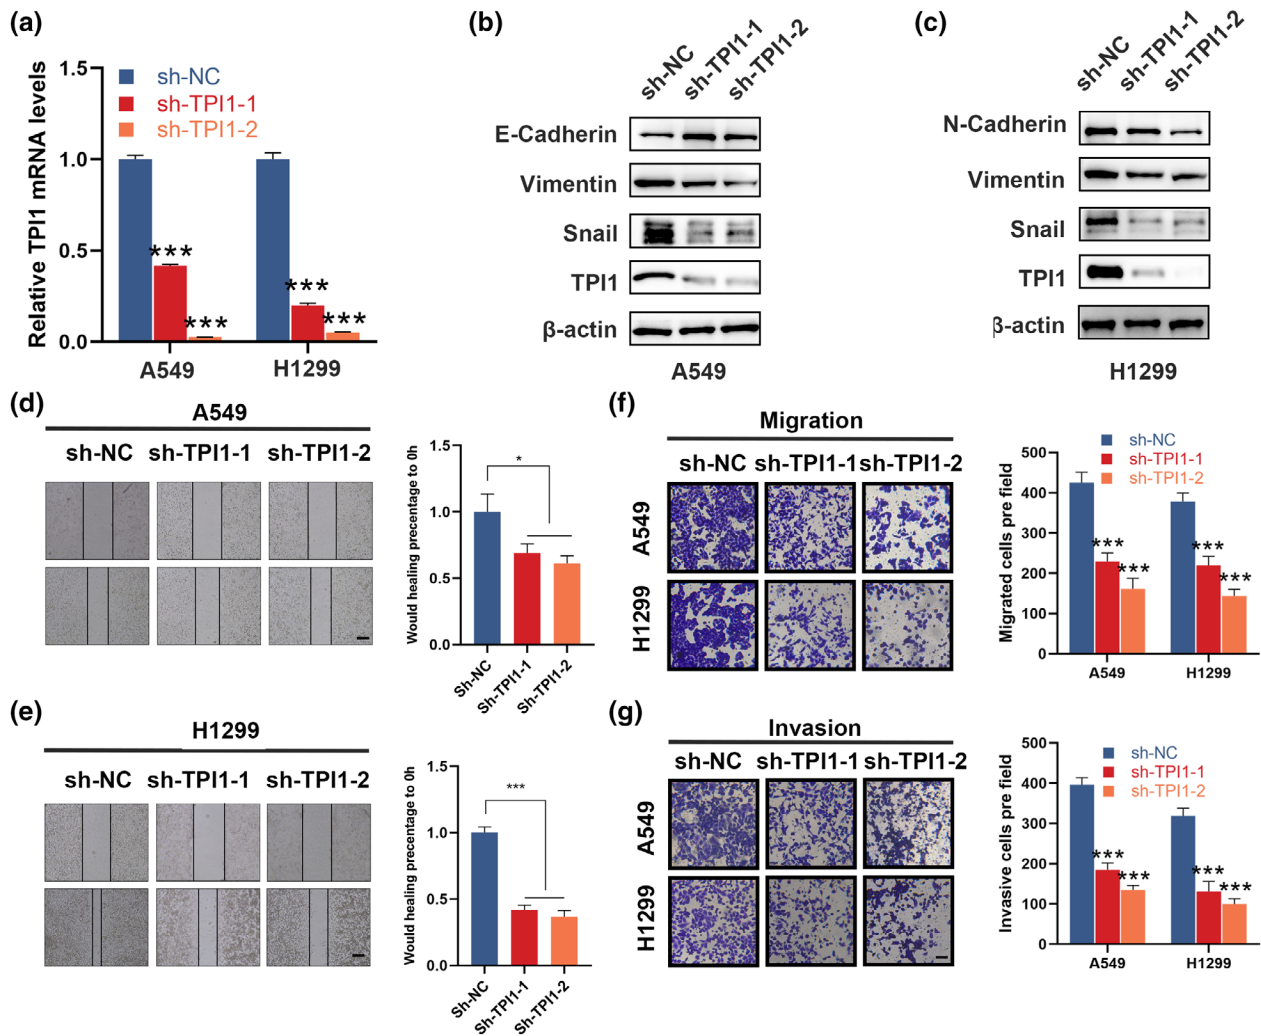 (a)
Relative TPI1 mRNA levels
1.5
1.0
0.5
0.0
sh-NC
sh-TPI1-1
sh-TPI1-2
***
***
***
***
A549
H1299
(b)
sh-NC
sh-TPI1-1
sh-TPI1-2
E-Cadherin
Vimentin
Snail
TPI1
β-actin
A549
(c)
sh-NC
sh-TPI1-1
sh-TPI1-2
N-Cadherin
Vimentin
Snail
TPI1
β-actin
H1299
(d)
A549
sh-NC sh-TPI1-1 sh-TPI1-2
Would healing precentage to 0h
1.5
1.0
0.5
0.0
*
Sh-NC
Sh-TPI1-1
Sh-TPI1-2
(e)
H1299
sh-NC sh-TPI1-1 sh-TPI1-2
Would healing precentage to 0h
1.5
1.0
0.5
0.0
***
Sh-NC
Sh-TPI1-1
Sh-TPI1-2
(f)
Migration
sh-NC sh-TPI1-1 sh-TPI1-2
A549
H1299
Migrated cells pre field
500
400
300
200
100
0
sh-NC
sh-TPI1-1
sh-TPI1-2
***
***
***
***
A549
H1299
(g)
Invasion
sh-NC sh-TPI1-1 sh-TPI1-2
A549
H1299
Invasive cells pre field
500
400
300
200
100
0
sh-NC
sh-TPI1-1
sh-TPI1-2
***
***
***
***
A549
H1299